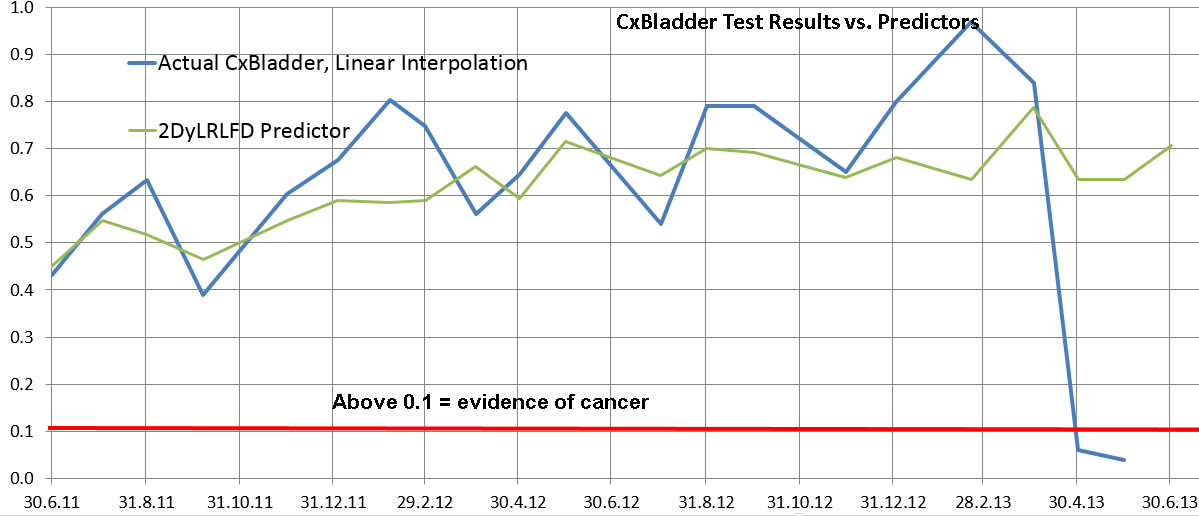 1.0
CxBladder Test Results vs. Predictors
0.9
Actual CxBladder, Linear Interpolation
0.8
2DyLRLFD Predictor
0.7
0.6
0.5
0.4
0.3
0.2
Above 0.1 = evidence of cancer
0.1
0.0
30.6.11 31.8.11 31.10.11 31.12.11 29.2.12 30.4.12 30.6.12 31.8.12 31.10.12 31.12.12 28.2.13 30.4.13 30.6.13